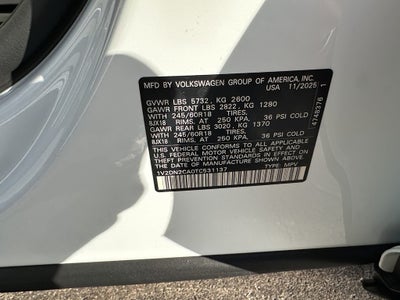 MFD. BY VOLKSWAGEN GROUP OF AMERICA, INC.
USA 11/2025
GVWR LBS 5732, KG 2600
GAWR FRONT LBS 2822, KG 1280
WITH 245/60R18 TIRES,
8JX18 RIMS, AT 250 KPA, 36 PSI COLD
GAWR REAR LBS 3020, KG 1370
WITH 245/60R18 TIRES,
8JX18 RIMS, AT 250 KPA, 36 PSI COLD
THIS VEHICLE CONFORMS TO ALL APPLICABLE
U.S. FEDERAL MOTOR VEHICLE SAFETY STANDARDS
IN EFFECT ON THE DATE OF MANUFACTURE SHOWN ABOVE.
1V2DN2CA0TC531137 TYPE: MPV
4748376 1